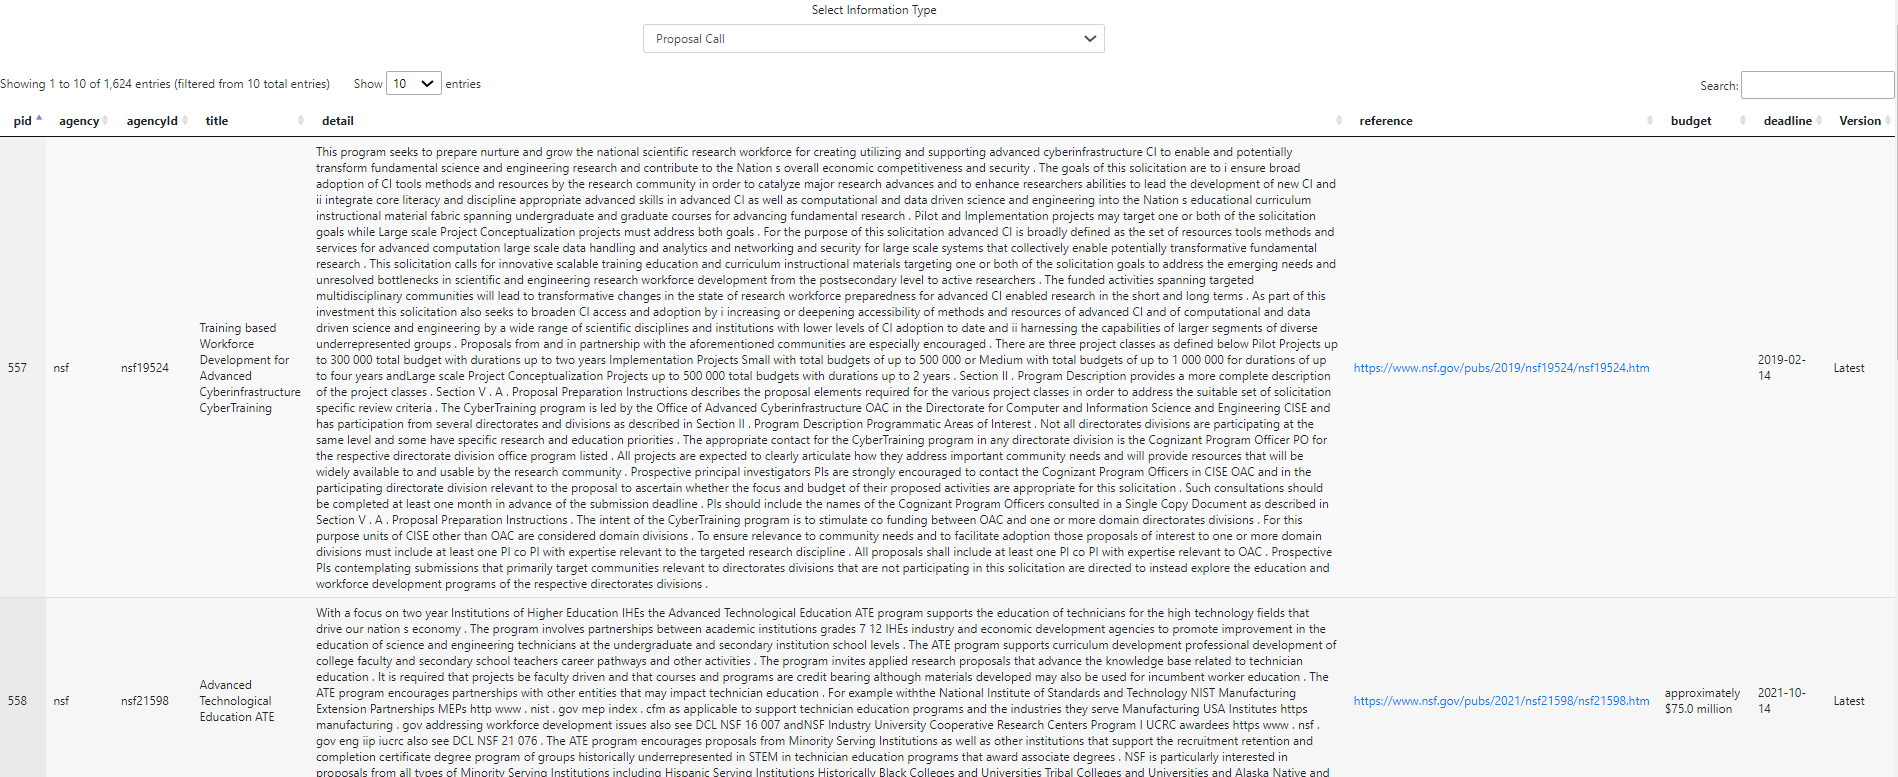 Select Information Type
Proposal Call
Showing 1 to 10 of 1,624 entries (filtered from 10 total entries) Show 10 entries
Search:
pid agency agencyId title detail reference budget deadline Version
557
nsf
nsf19524
Training based
Workforce
Development for
Advanced
Cyberinfrastructure
CyberTraining
This program seeks to prepare nurture and grow the national scientific research workforce for creating utilizing and supporting advanced cyberinfrastructure CI to enable and potentially
transform fundamental science and engineering research and contribute to the Nation s overall economic competitiveness and security . The goals of this solicitation are to i ensure broad
adoption of CI tools methods and resources by the research community in order to catalyze major research advances and to enhance researchers abilities to lead the development of new CI and
ii integrate core literacy and discipline appropriate advanced skills in advanced CI as well as computational and data driven science and engineering into the Nation s educational curriculum
instructional material fabric spanning undergraduate and graduate courses for advancing fundamental research . Pilot and Implementation projects may target one or both of the solicitation
goals while Large scale Project Conceptualization projects must address both goals . For the purpose of this solicitation advanced CI is broadly defined as the set of resources tools methods and
services for advanced computation large scale data handling and analytics and networking and security for large scale systems that collectively enable potentially transformative fundamental
research . This solicitation calls for innovative scalable training education and curriculum instructional materials targeting one or both of the solicitation goals to address the emerging needs and
unresolved bottlenecks in scientific and engineering research workforce development from the postsecondary level to active researchers . The funded activities spanning targeted
multidisciplinary communities will lead to transformative changes in the state of research workforce preparedness for advanced CI enabled research in the short and long terms . As part of this
investment this solicitation also seeks to broaden CI access and adoption by i increasing or deepening accessibility of methods and resources of advanced CI and of computational and data
driven science and engineering by a wide range of scientific disciplines and institutions with lower levels of CI adoption to date and ii harnessing the capabilities of larger segments of diverse
underrepresented groups . Proposals from and in partnership with the aforementioned communities are especially encouraged . There are three project classes as defined below Pilot Projects up
to 300 000 total budget with durations up to two years Implementation Projects Small with total budgets of up to 500 000 or Medium with total budgets of up to 1 000 000 for durations of up
to four years andLarge scale Project Conceptualization Projects up to 500 000 total budgets with durations up to 2 years . Section II . Program Description provides a more complete description
of the project classes . Section V . A . Proposal Preparation Instructions describes the proposal elements required for the various project classes in order to address the suitable set of solicitation
specific review criteria . The CyberTraining program is led by the Office of Advanced Cyberinfrastructure OAC in the Directorate for Computer and Information Science and Engineering CISE and
has participation from several directorates and divisions as described in Section II . Program Description Programmatic Areas of Interest . Not all directorates divisions are participating at the
same level and some have specific research and education priorities . The appropriate contact for the CyberTraining program in any directorate division is the Cognizant Program Officer PO for
the respective directorate division office program listed . All projects are expected to clearly articulate how they address important community needs and will provide resources that will be
widely available to and usable by the research community . Prospective principal investigators PIs are strongly encouraged to contact the Cognizant Program Officers in CISE OAC and in the
participating directorate division relevant to the proposal to ascertain whether the focus and budget of their proposed activities are appropriate for this solicitation . Such consultations should
be completed at least one month in advance of the submission deadline . PIs should include the names of the Cognizant Program Officers consulted in a Single Copy Document as described in
Section V . A . Proposal Preparation Instructions . The intent of the CyberTraining program is to stimulate co funding between OAC and one or more domain directorates divisions . For this
purpose units of CISE other than OAC are considered domain divisions . To ensure relevance to community needs and to facilitate adoption those proposals of interest to one or more domain
divisions must include at least one PI co PI with expertise relevant to the targeted research discipline . All proposals shall include at least one PI co PI with expertise relevant to OAC . Prospective
PIs contemplating submissions that primarily target communities relevant to directorates divisions that are not participating in this solicitation are directed to instead explore the education and
workforce development programs of the respective directorates divisions .
https://www.nsf.gov/pubs/2019/nsf19524/nsf19524.htm
2019-02-
14
Latest
558
nsf
nsf21598
Advanced
Technological
Education ATE
With a focus on two year Institutions of Higher Education IHEs the Advanced Technological Education ATE program supports the education of technicians for the high technology fields that
drive our nation s economy . The program involves partnerships between academic institutions grades 7 12 IHEs industry and economic development agencies to promote improvement in the
education of science and engineering technicians at the undergraduate and secondary institution school levels . The ATE program supports curriculum development professional development of
college faculty and secondary school teachers career pathways and other activities . The program invites applied research proposals that advance the knowledge base related to technician
education . It is required that projects be faculty driven and that courses and programs are credit bearing although materials developed may also be used for incumbent worker education . The
ATE program encourages partnerships with other entities that may impact technician education . For example withthe National Institute of Standards and Technology NIST Manufacturing
Extension Partnerships MEPs http www . nist . gov mep index . cfm as applicable to support technician education programs and the industries they serve Manufacturing USA Institutes https
manufacturing . gov addressing workforce development issues also see DCL NSF 16 007 andNSF Industry University Cooperative Research Centers Program I UCRC awardees https www . nsf .
gov eng iip iucrc also see DCL NSF 21 076 . The ATE program encourages proposals from Minority Serving Institutions as well as other institutions that support the recruitment retention and
completion certificate degree program of groups historically underrepresented in STEM in technician education programs that award associate degrees . NSF is particularly interested in
proposals from all types of Minority Serving Institutions including Hispanic Serving Institutions Historically Black Colleges and Universities Tribal Colleges and Universities and Alaska Native and
https://www.nsf.gov/pubs/2021/nsf21598/nsf21598.htm
approximately
$75.0 million
2021-10-
14
Latest